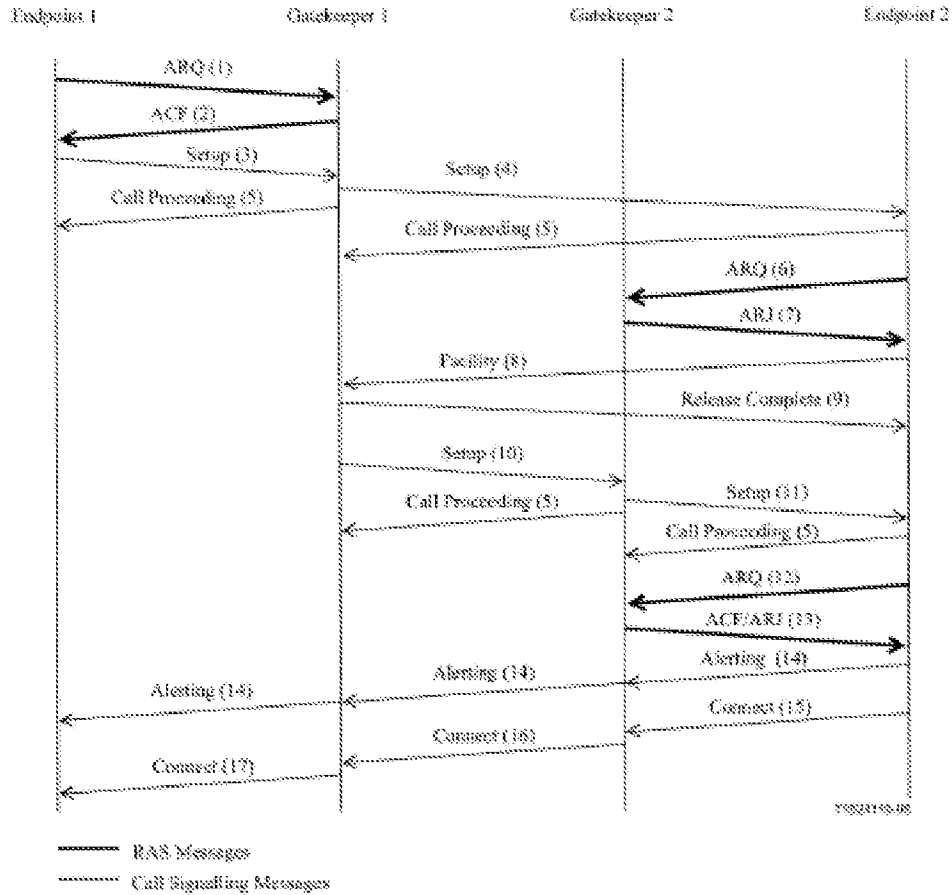 Endpoint 1
Gatekeeper 1
Gatekeeper 2
Endpoint 2
ARQ (1)
ACF (2)
Setup (3)
Setup (4)
Call Proceeding (5)
Call Proceeding (5)
ARQ (6)
ARJ (7)
Facility (8)
Release Complete (9)
Setup (10)
Setup (11)
Call Proceeding (5)
Call Proceeding (5)
ARQ (12)
ACF/ARJ (13)
Alerting (14)
Alerting (14)
Alerting (14)
Connect (15)
Connect (16)
Connect (17)
RAS Messages
Call Signalling Messages